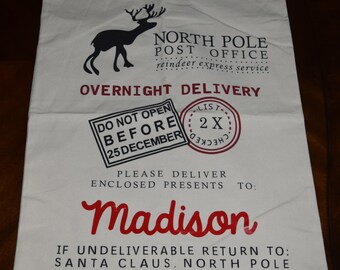 NORTH POLE
POST OFFICE
reindeer express service
OVERNIGHT DELIVERY
DO NOT OPEN
BEFORE
25 DECEMBER
LIST
2X
CHECKED
PLEASE DELIVER
ENCLOSED PRESENTS TO:
Madison
IF UNDELIVERABLE RETURN TO:
SANTA CLAUS, NORTH POLE